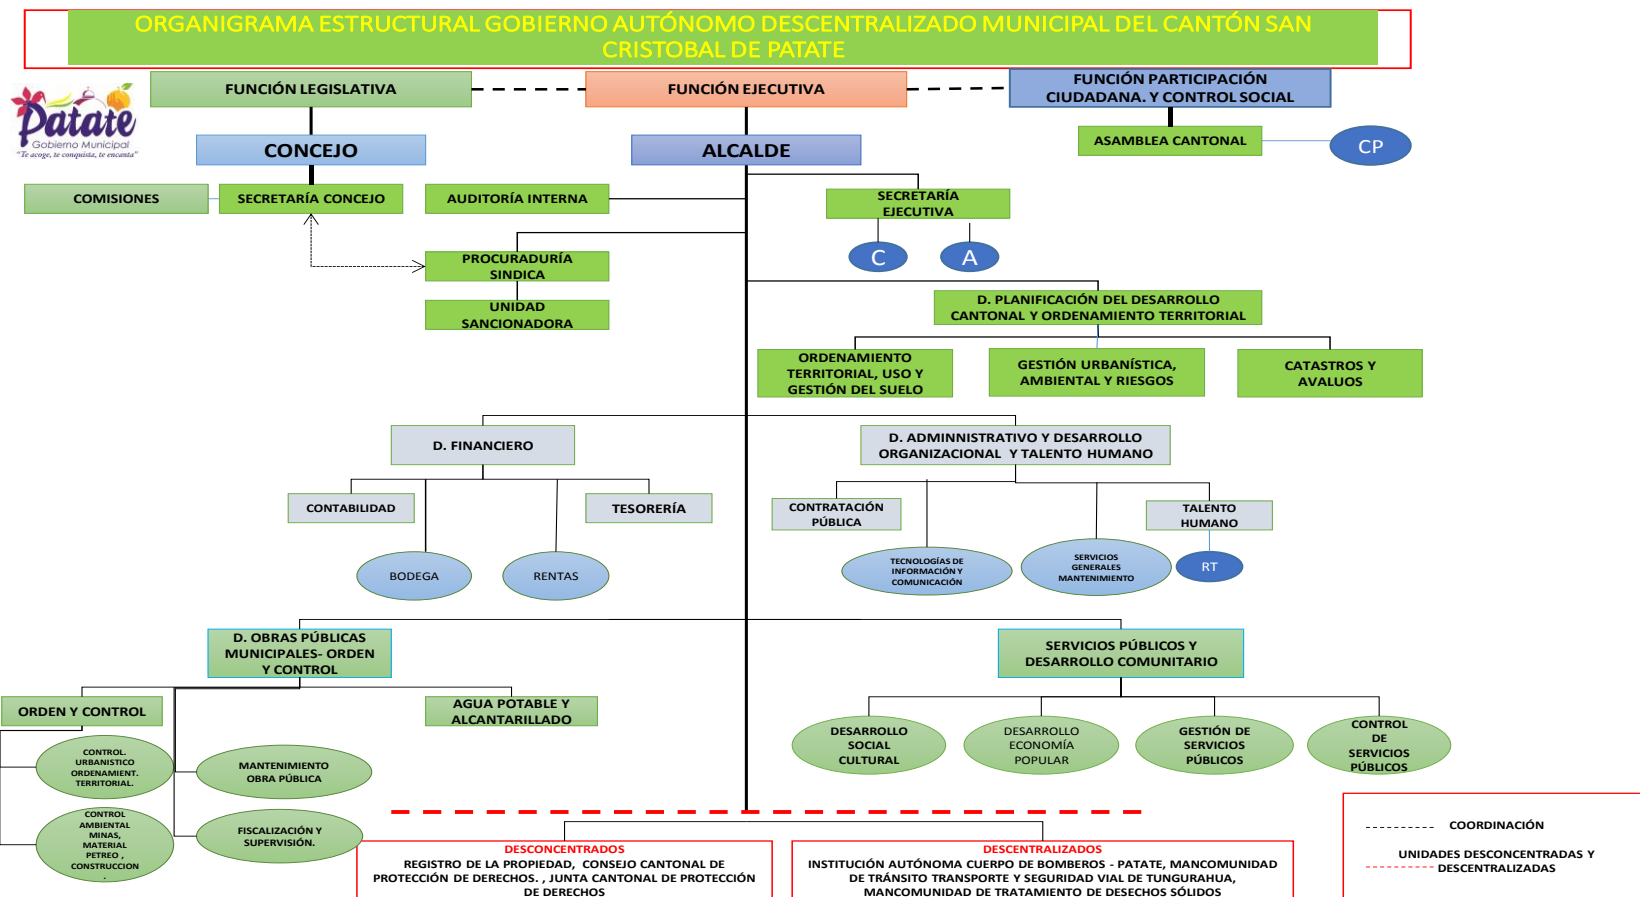 ORGANIGRAMA ESTRUCTURAL GOBIERNO AUTÓNOMO DESCENTRALIZADO MUNICIPAL DEL CANTÓN SAN
CRISTOBAL DE PATATE
Patate
Gobierno Municipal
"Te acoge, te conquista, te encanta"
FUNCIÓN LEGISLATIVA
FUNCIÓN EJECUTIVA
FUNCIÓN PARTICIPACIÓN
CIUDADANA. Y CONTROL SOCIAL
CONCEJO
ALCALDE
ASAMBLEA CANTONAL
CP
COMISIONES
SECRETARÍA CONCEJO
AUDITORÍA INTERNA
SECRETARÍA
EJECUTIVA
C
A
PROCURADURÍA
SINDICA
UNIDAD
SANCIONADORA
D. PLANIFICACIÓN DEL DESARROLLO
CANTONAL Y ORDENAMIENTO TERRITORIAL
ORDENAMIENTO
TERRITORIAL, USO Y
GESTIÓN DEL SUELO
GESTIÓN URBANÍSTICA,
AMBIENTAL Y RIESGOS
CATASTROS Y
AVALUOS
D. FINANCIERO
D. ADMINNISTRATIVO Y DESARROLLO
ORGANIZACIONAL Y TALENTO HUMANO
CONTABILIDAD
TESORERÍA
CONTRATACIÓN
PÚBLICA
TALENTO
HUMANO
BODEGA
RENTAS
TECNOLOGÍAS DE
INFORMACIÓN Y
COMUNICACIÓN
SERVICIOS
GENERALES
MANTENIMIENTO
RT
D. OBRAS PÚBLICAS
MUNICIPALES- ORDEN
Y CONTROL
SERVICIOS PÚBLICOS Y
DESARROLLO COMUNITARIO
ORDEN Y CONTROL
AGUA POTABLE Y
ALCANTARILLADO
CONTROL.
URBANISTICO
ORDENAMIENT.
TERRITORIAL.
MANTENIMIENTO
OBRA PÚBLICA
DESARROLLO
SOCIAL
CULTURAL
DESARROLLO
ECONOMÍA
POPULAR
GESTIÓN DE
SERVICIOS
PÚBLICOS
CONTROL
DE
SERVICIOS
PÚBLICOS
CONTROL
AMBIENTAL
MINAS,
MATERIAL
PETREO ,
CONSTRUCCION
.
FISCALIZACIÓN Y
SUPERVISIÓN.
DESCONCENTRADOS
REGISTRO DE LA PROPIEDAD, CONSEJO CANTONAL DE
PROTECCIÓN DE DERECHOS. , JUNTA CANTONAL DE PROTECCIÓN
DE DERECHOS
DESCENTRALIZADOS
INSTITUCIÓN AUTÓNOMA CUERPO DE BOMBEROS - PATATE, MANCOMUNIDAD
DE TRÁNSITO TRANSPORTE Y SEGURIDAD VIAL DE TUNGURAHUA,
MANCOMUNIDAD DE TRATAMIENTO DE DESECHOS SÓLIDOS
COORDINACIÓN
UNIDADES DESCONCENTRADAS Y
DESCENTRALIZADAS